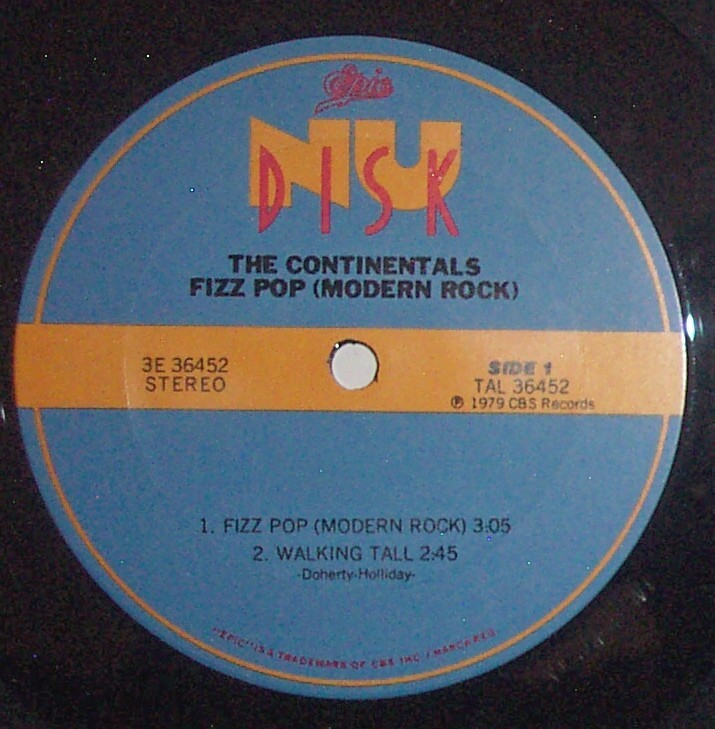 Epic
NU
DISK
THE CONTINENTALS
FIZZ POP (MODERN ROCK)
3E 36452
STEREO
SIDE 1
TAL 36452
℗ 1979 CBS Records
1. FIZZ POP (MODERN ROCK) 3:05
2. WALKING TALL 2:45
-Doherty-Holliday-
"EPIC" IS A TRADEMARK OF CBS INC. / MARCA REG.